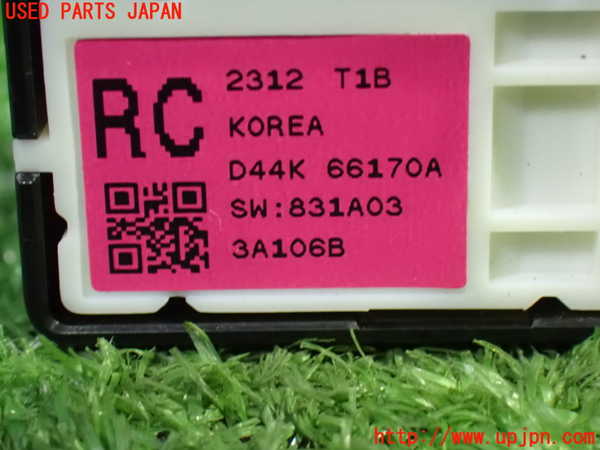 USED PARTS JAPAN
RC
2312 T1B
KOREA
D44K 66170A
SW:831A03
3A106B
http://www.upjpn.com